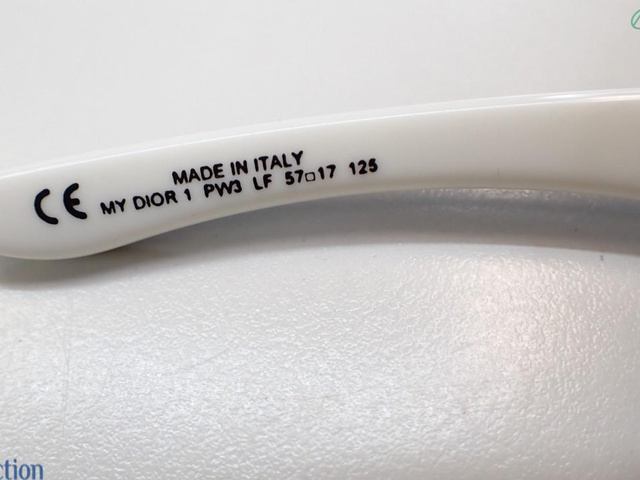 MADE IN ITALY
CE MY DIOR 1 PW3 LF 57□17 125
ction